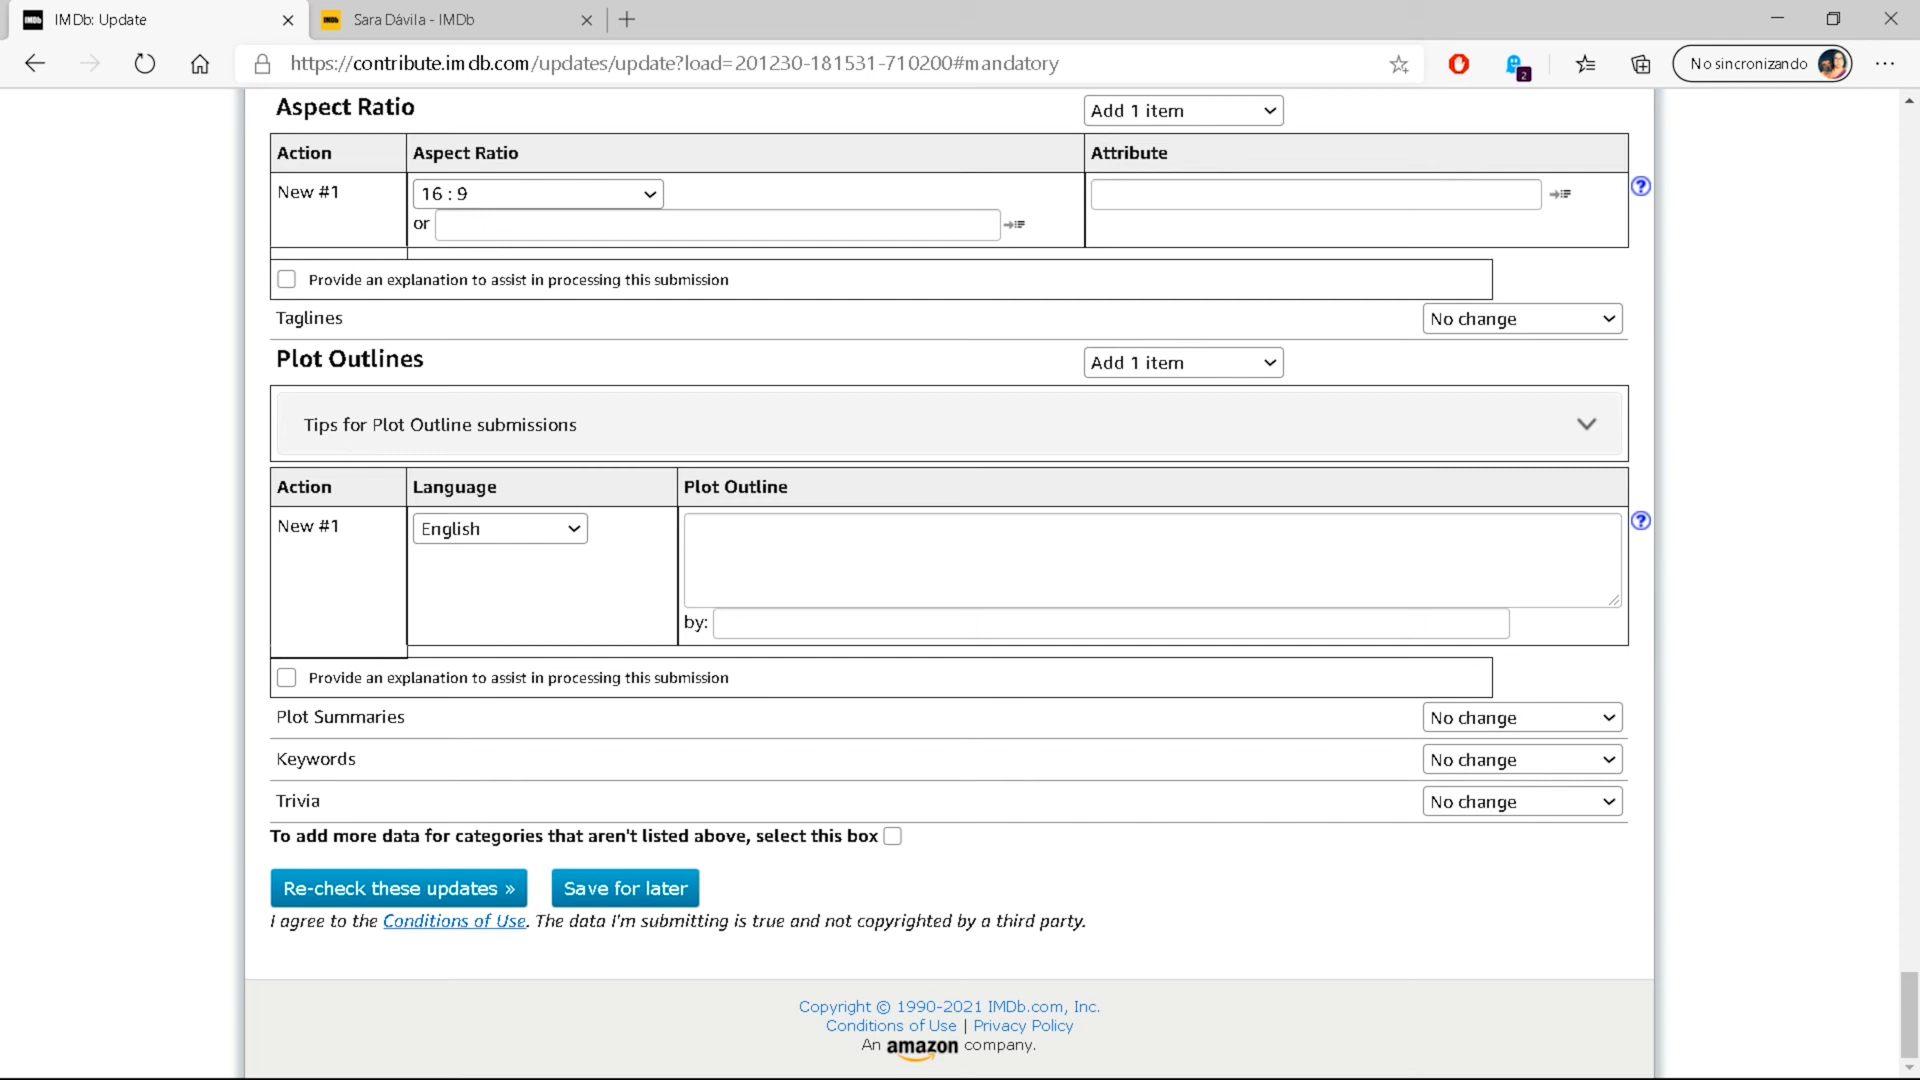 IMDb: Update
Sara Dávila - IMDb
https://contribute.imdb.com/updates/update?load=201230-181531-710200#mandatory
2
No sincronizando
Aspect Ratio
Add 1 item
Action
Aspect Ratio
Attribute
New #1
16 : 9
or
Provide an explanation to assist in processing this submission
Taglines
No change
Plot Outlines
Add 1 item
Tips for Plot Outline submissions
Action
Language
Plot Outline
New #1
English
by:
Provide an explanation to assist in processing this submission
Plot Summaries
No change
Keywords
No change
Trivia
No change
To add more data for categories that aren't listed above, select this box
Re-check these updates »
Save for later
I agree to the Conditions of Use. The data I'm submitting is true and not copyrighted by a third party.
Copyright © 1990-2021 IMDb.com, Inc.
Conditions of Use | Privacy Policy
An amazon company.